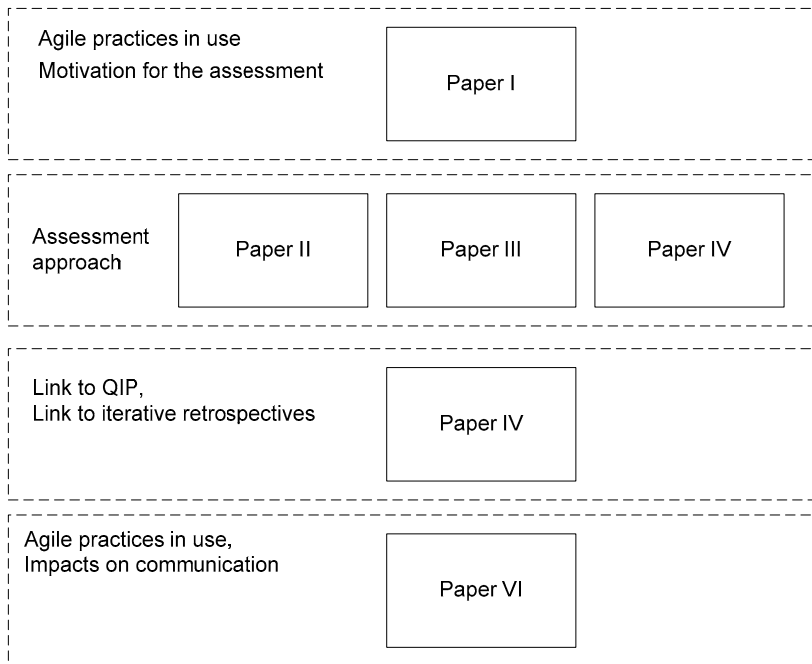 Agile practices in use
Motivation for the assessment
Paper I
Assessment
approach
Paper II
Paper III
Paper IV
Link to QIP,
Link to iterative retrospectives
Paper IV
Agile practices in use,
Impacts on communication
Paper VI